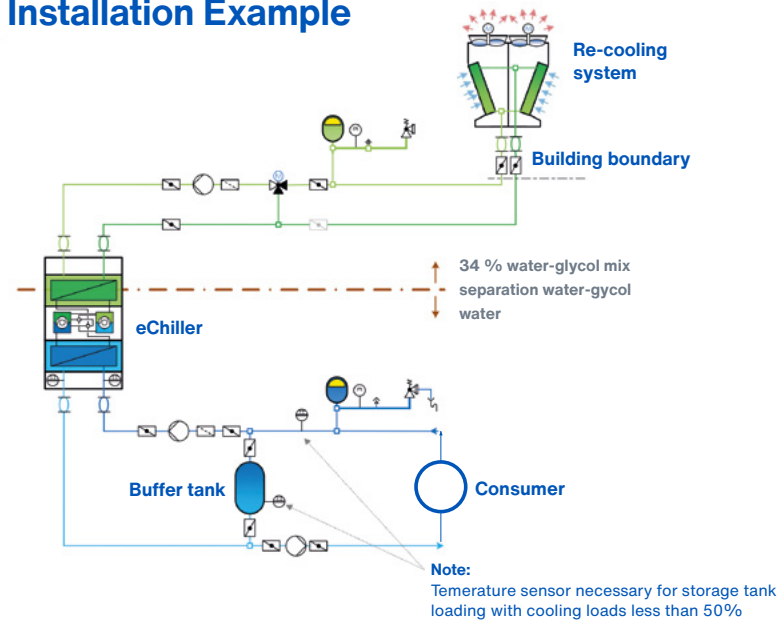 Installation Example
Re-cooling
system
Building boundary
34 % water-glycol mix
separation water-gycol
water
eChiller
Buffer tank
Consumer
Note:
Temerature sensor necessary for storage tank
loading with cooling loads less than 50%